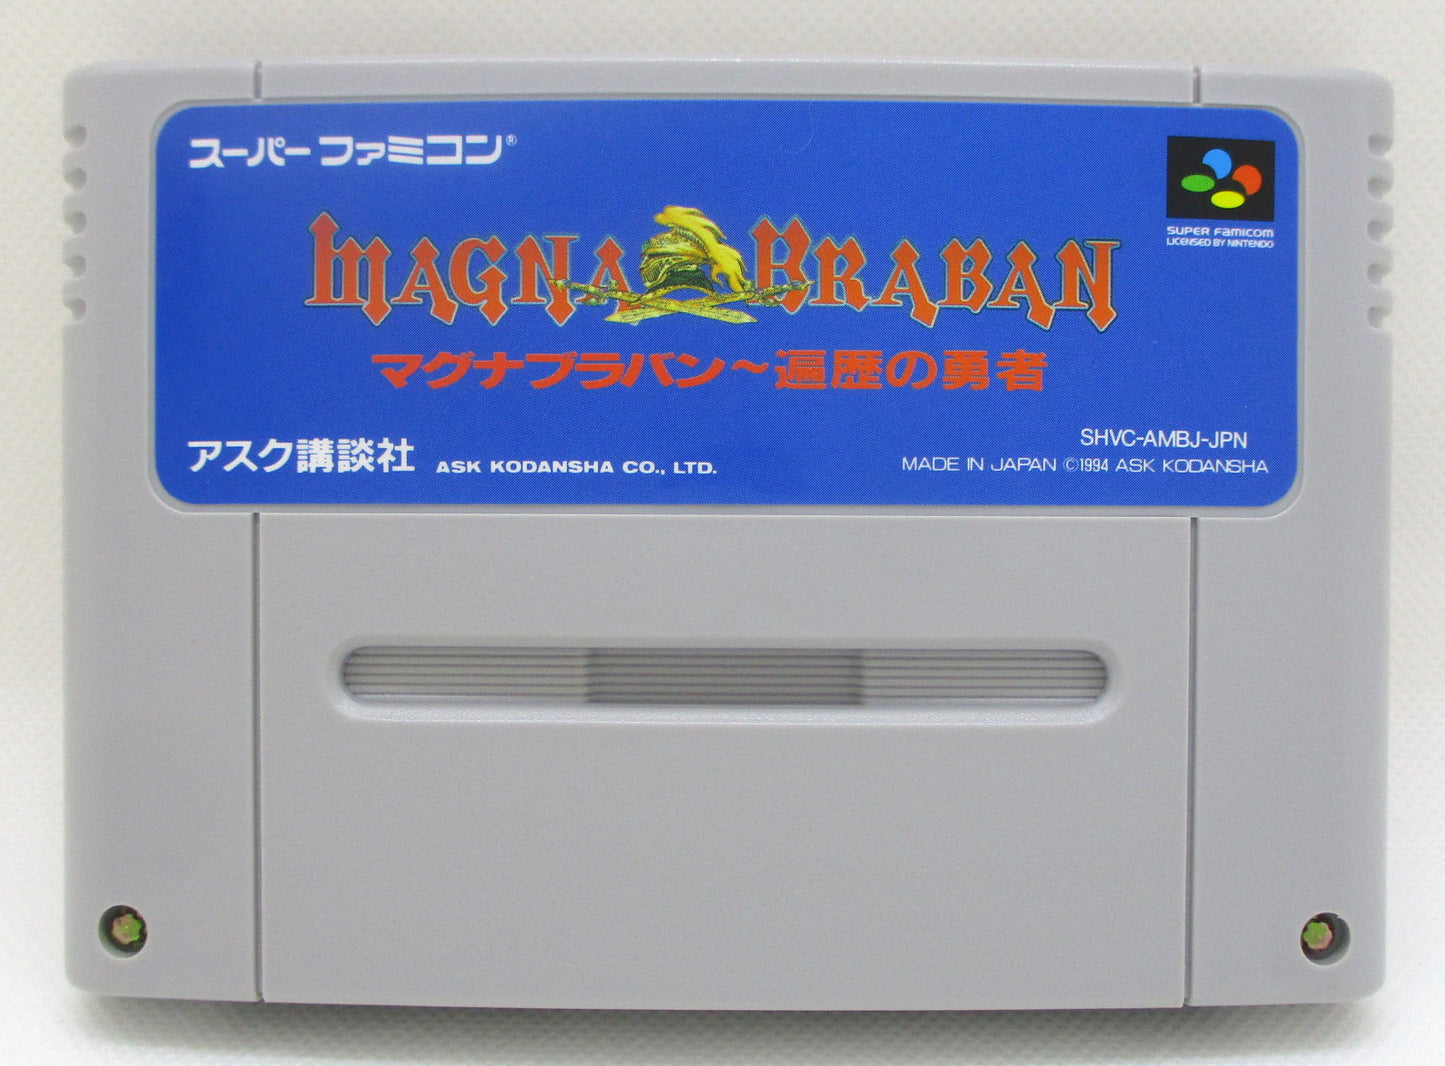 スーパーファミコン®
SUPER FAMICOM
LICENSED BY NINTENDO
MAGNA BRABAN
マグナブラバン～遍歴の勇者
アスク講談社 ASK KODANSHA CO., LTD.
SHVC-AMBJ-JPN
MADE IN JAPAN ©1994 ASK KODANSHA